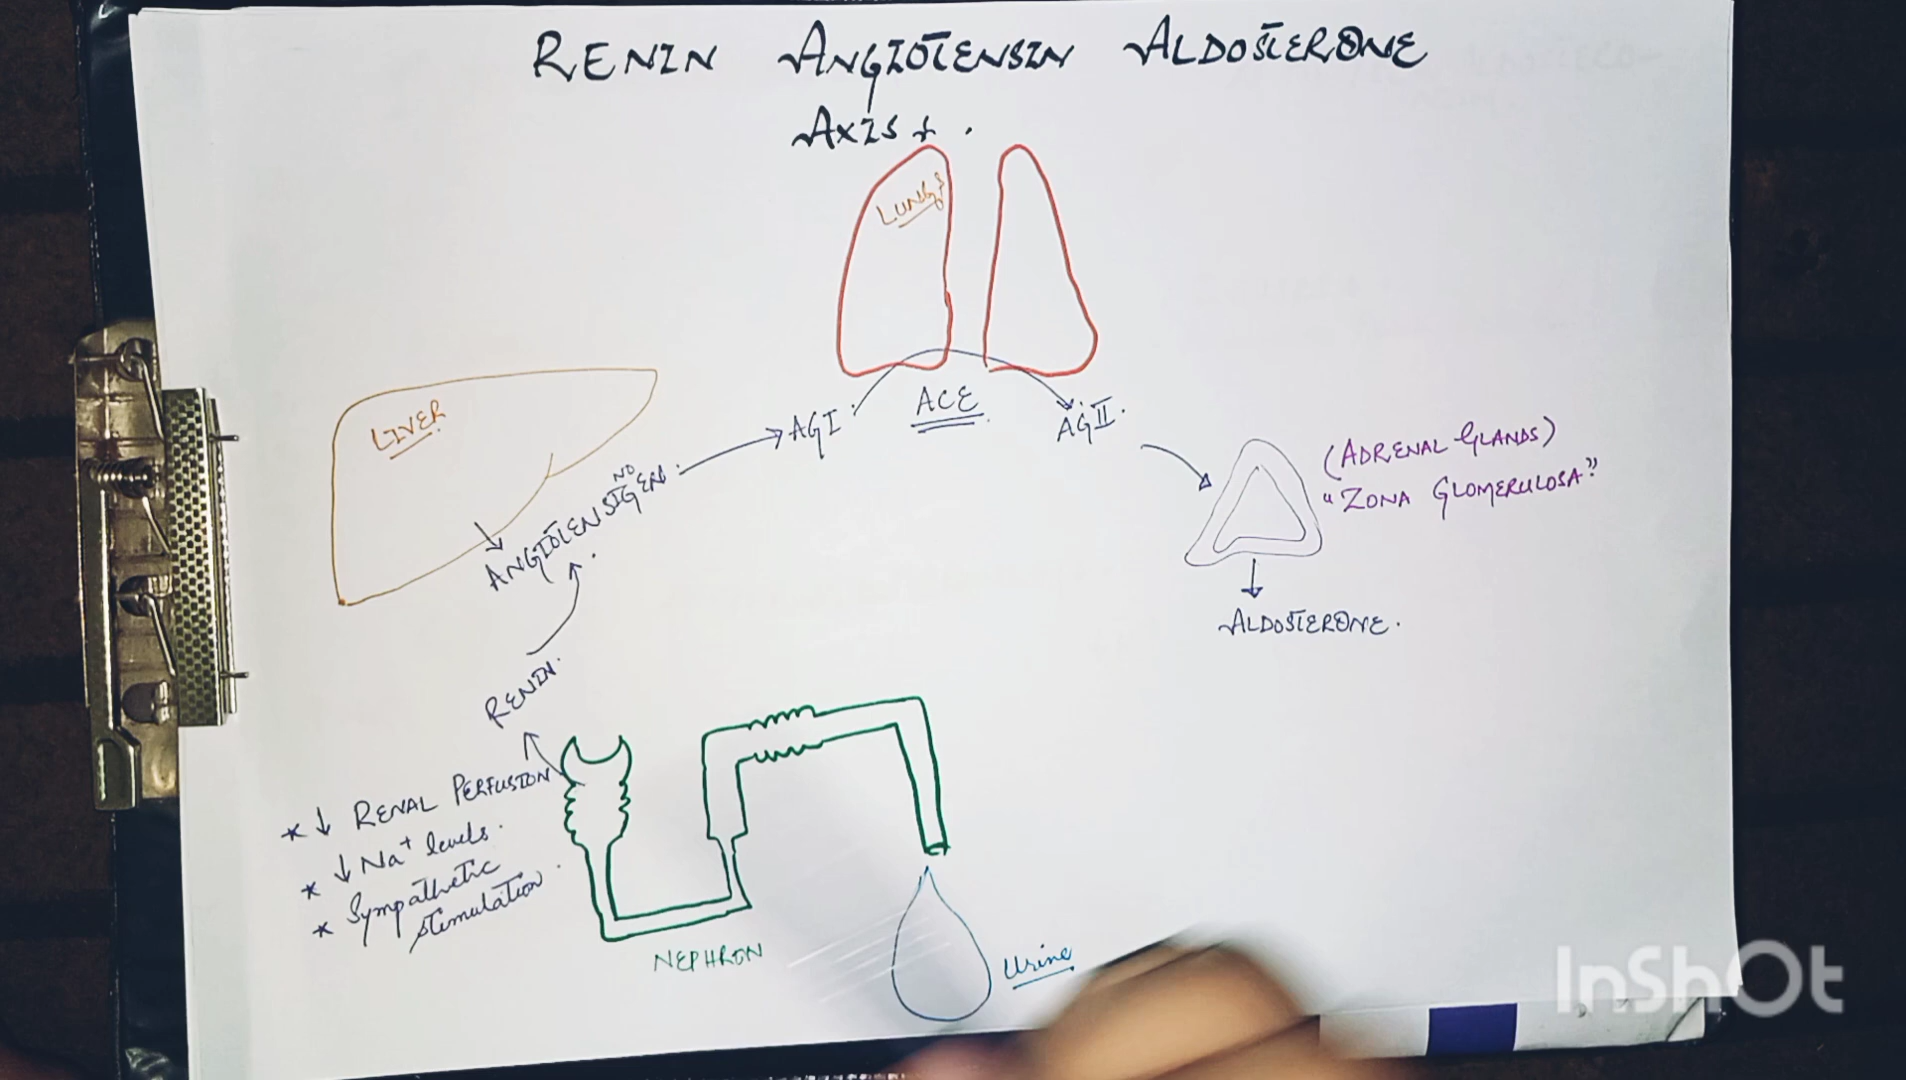 RENIN ANGIOTENSIN ALDOSTERONE
AXIS
LUNGS
LIVER
AGI
ACE
AGII
(ADRENAL GLANDS)
"ZONA GLOMERULOSA"
NO
ANGIOTENSIGEN
ALDOSTERONE.
RENIN.
* ↓ RENAL PERFUSION
* ↓ Na+ levels.
* Sympathetic
stimulation.
NEPHRON
Urine
InShOt